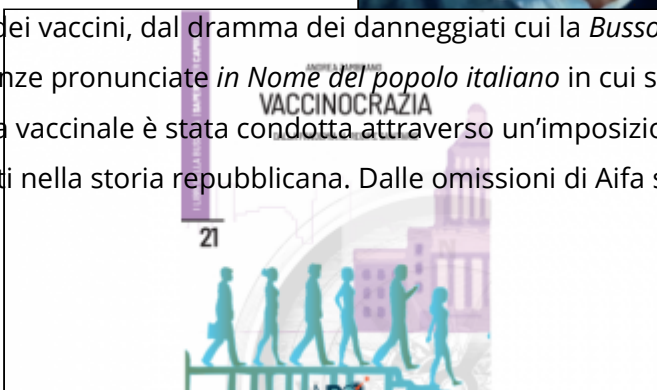 dei vaccini, dal dramma dei danneggiati cui la Busso
nze pronunciate in Nome del popolo italiano in cui s
VACCINOCRAZIA
a vaccinale è stata condotta attraverso un'imposizio
ti nella storia repubblicana. Dalle omissioni di Aifa s
21